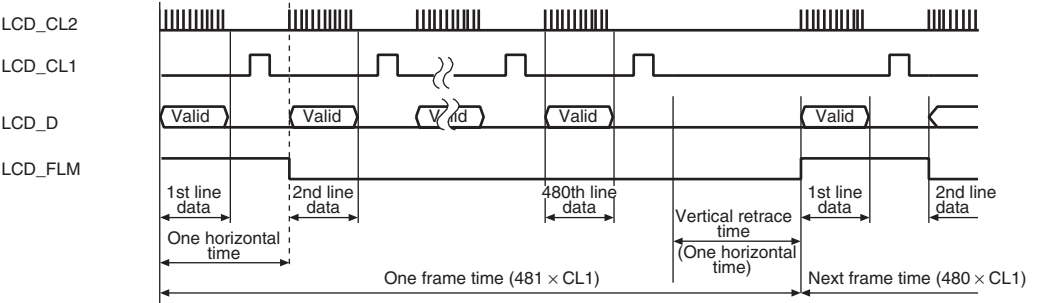 LCD_CL2
LCD_CL1
LCD_D
Valid
Valid
Valid
Valid
Valid
LCD_FLM
1st line
data
2nd line
data
480th line
data
1st line
data
2nd line
data
One horizontal
time
Vertical retrace
time
(One horizontal
time)
One frame time (481 × CL1)
Next frame time (480 × CL1)